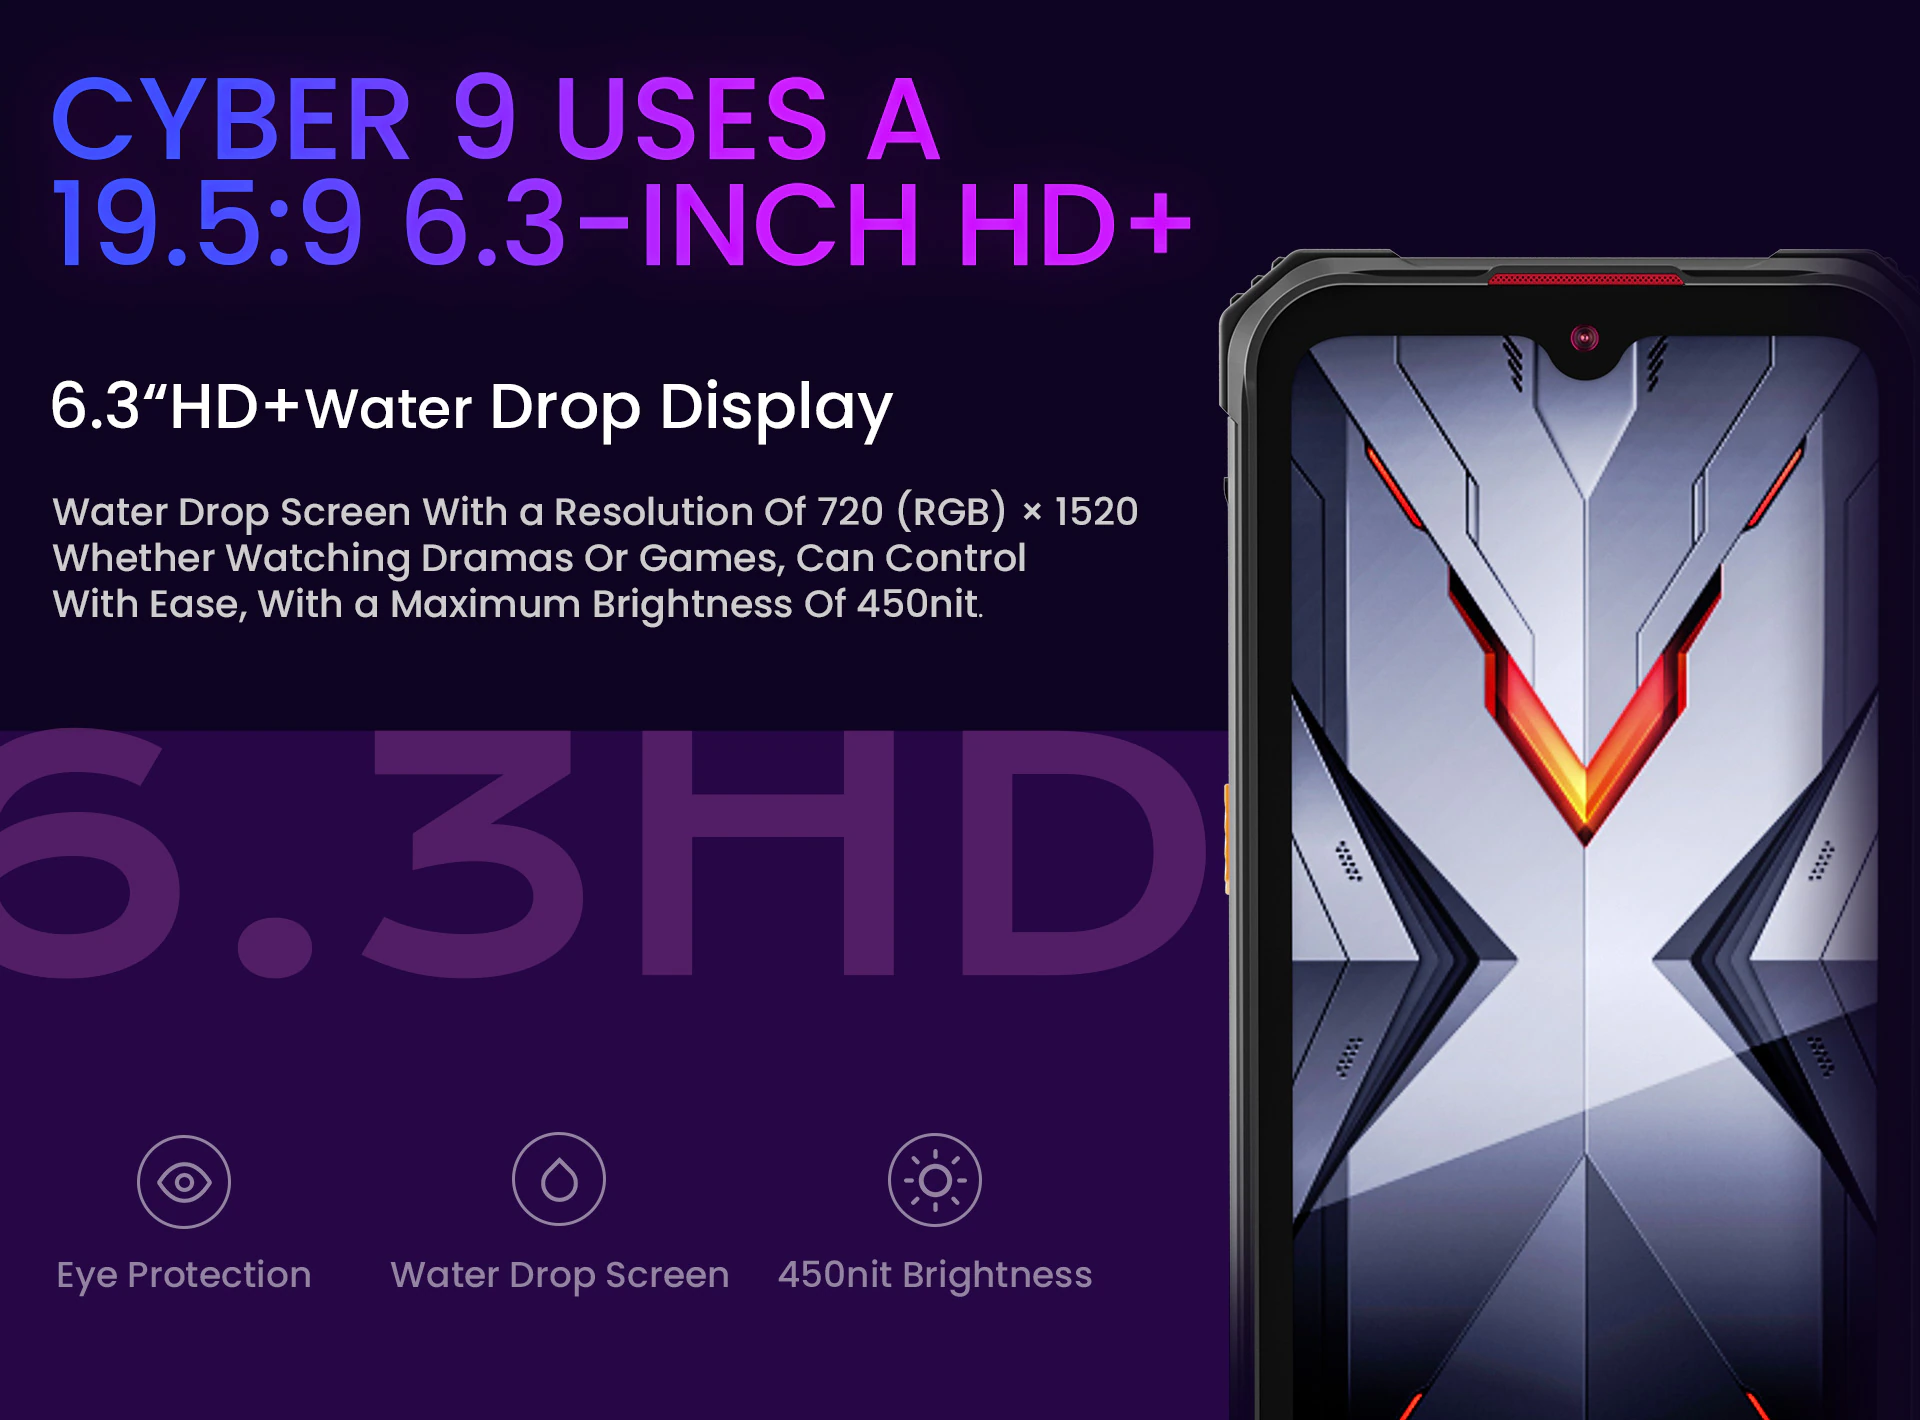 CYBER 9 USES A
19.5:9 6.3-INCH HD+
6.3“HD+Water Drop Display
Water Drop Screen With a Resolution Of 720 (RGB) × 1520
Whether Watching Dramas Or Games, Can Control
With Ease, With a Maximum Brightness Of 450nit.
6.3HD
Eye Protection
Water Drop Screen
450nit Brightness